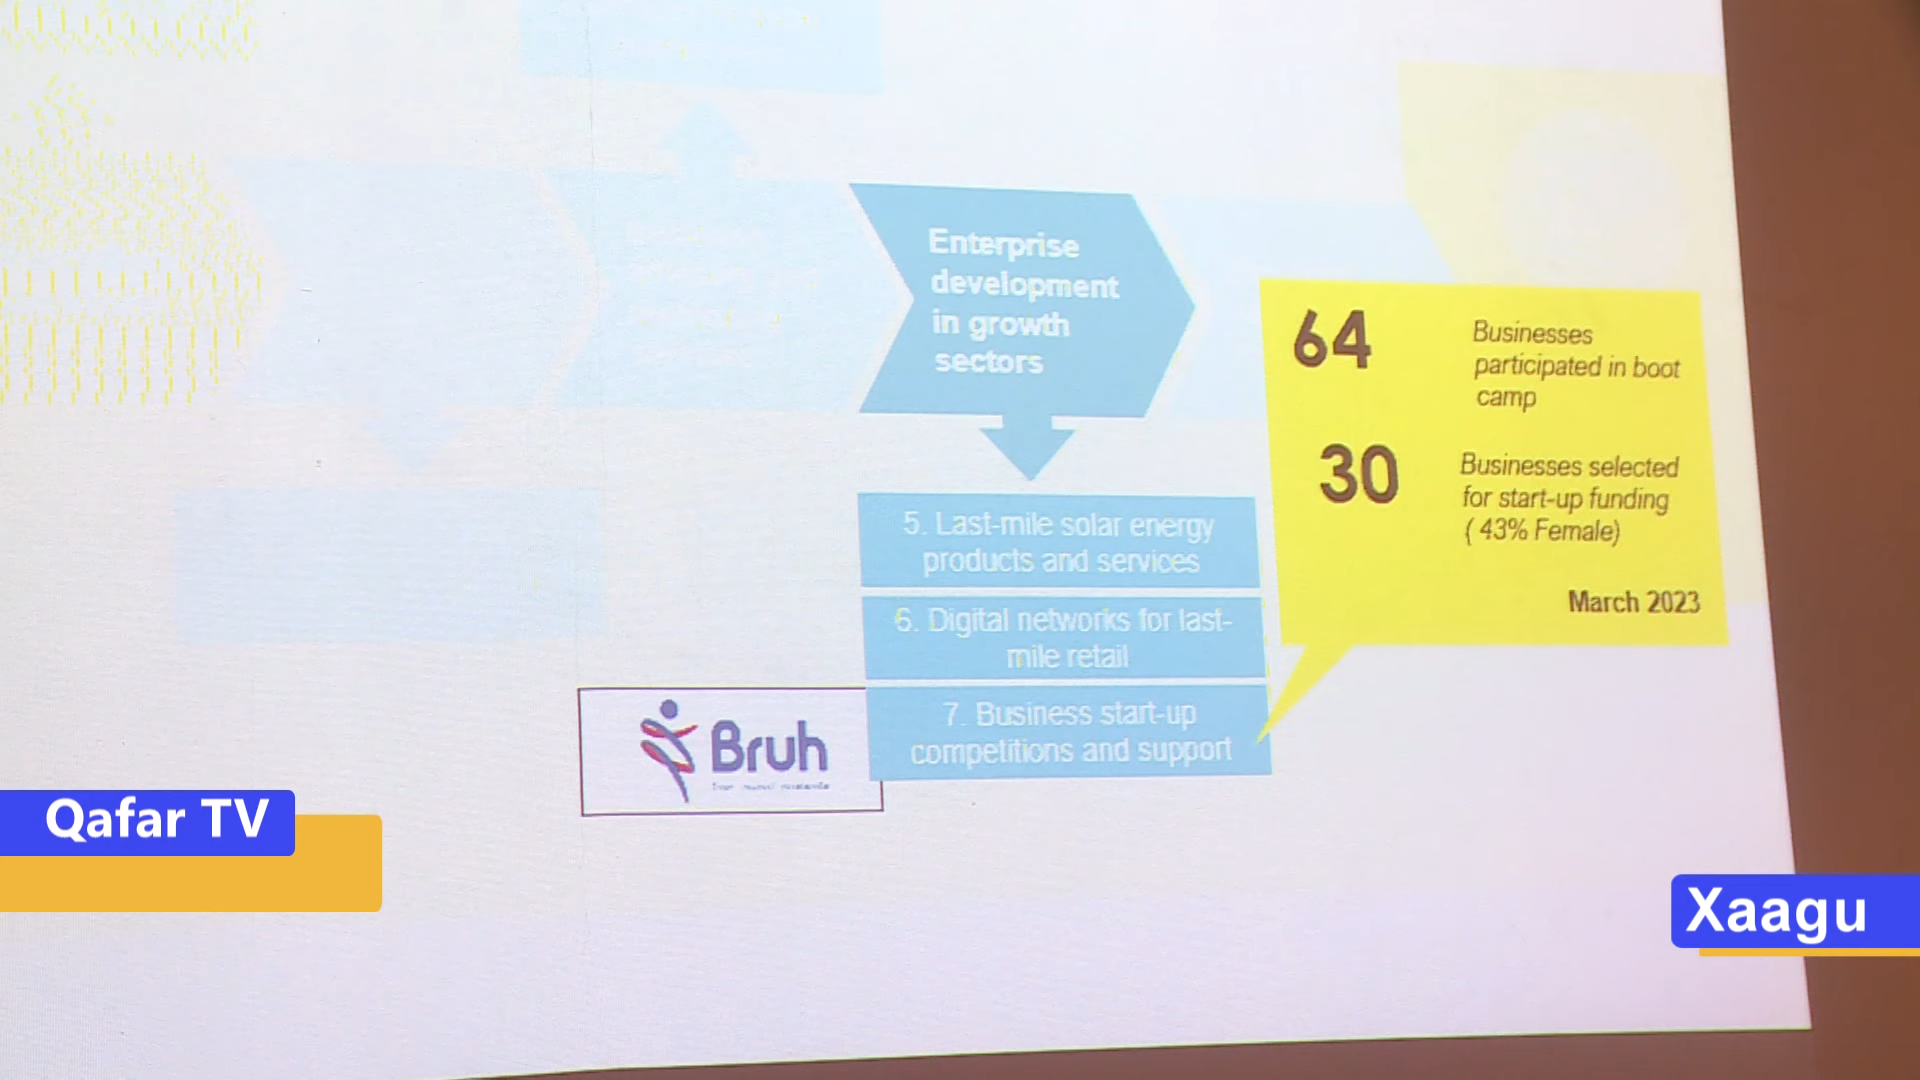 Enterprise
development
in growth
sectors
64
Businesses
participated in boot
camp
30
Businesses selected
for start-up funding
( 43% Female)
March 2023
5. Last-mile solar energy
products and services
6. Digital networks for last-
mile retail
7. Business start-up
competitions and support
Bruh
Qafar TV
Xaagu